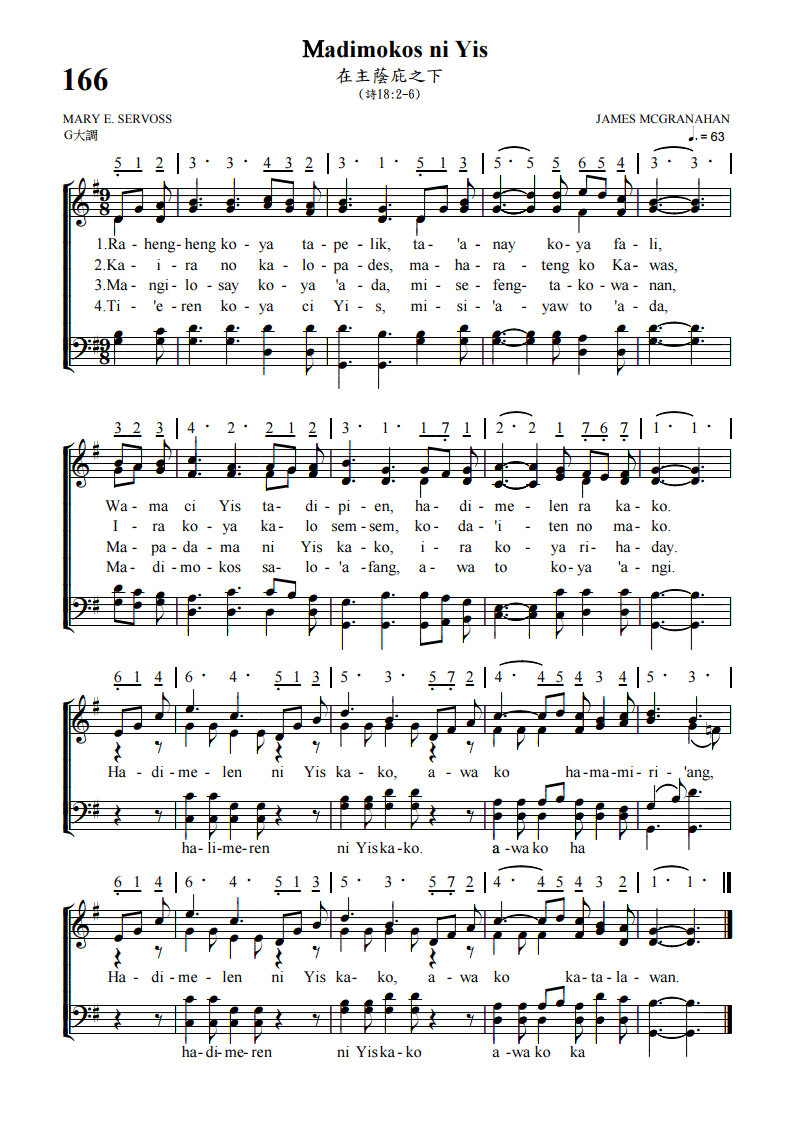 Madimokos ni Yis
166
在主蔭庇之下
(詩18:2-6)
MARY E. SERVOSS
JAMES MCGRANAHAN
G大調
♩. = 63
5 1 2 | 3 · 3 · 4 3 2 | 3 · 1 · 5 1 3 | 5 · 5 · 5 6 5 4 | 3 · 3 · |
1.Ra-heng-heng ko-ya ta-pe-lik, ta-'a-nay ko-ya fa-li,
2.Ka-i-ra no ka-lo-pa-des, ma-ha-ra-teng ko Ka-was,
3.Ma-ngi-lo-say ko-ya 'a-da, mi-se-feng-ta-ko-wa-nan,
4.Ti-'e-ren ko-ya ci Yi-s, mi-si-'a-yaw to 'a-da,
3 2 3 | 4 · 2 · 2 1 2 | 3 · 1 · 1 7 1 | 2 · 2 1 7 6 7 | 1 · 1 · |
Wa-ma ci Yis ta-di-pi-en, ha-di-me-len ra ka-ko.
I-ra ko-ya ka-lo sem-sem, ko-da-'i-ten no ma-ko.
Ma-pa-da-ma ni Yis ka-ko, i-ra ko-ya ri-ha-day.
Ma-di-mo-kos sa-lo-'a-fang, a-wa to ko-ya 'a-ngi.
6 1 4 | 6 · 4 · 5 1 3 | 5 · 3 · 5 7 2 | 4 · 4 5 4 3 4 | 5 · 3 · |
Ha-di-me-len ni Yis ka-ko, a-wa ko ha-ma-mi-ri-'ang,
ha-li-me-ren ni Yis ka-ko. a-wa ko ha
6 1 4 | 6 · 4 · 5 1 3 | 5 · 3 · 5 7 2 | 4 · 4 5 4 3 2 | 1 · 1 · ||
Ha-di-me-len ni Yis ka-ko, a-wa ko ka-ta-la-wan.
ha-di-me-ren ni Yis ka-ko a-wa ko ka